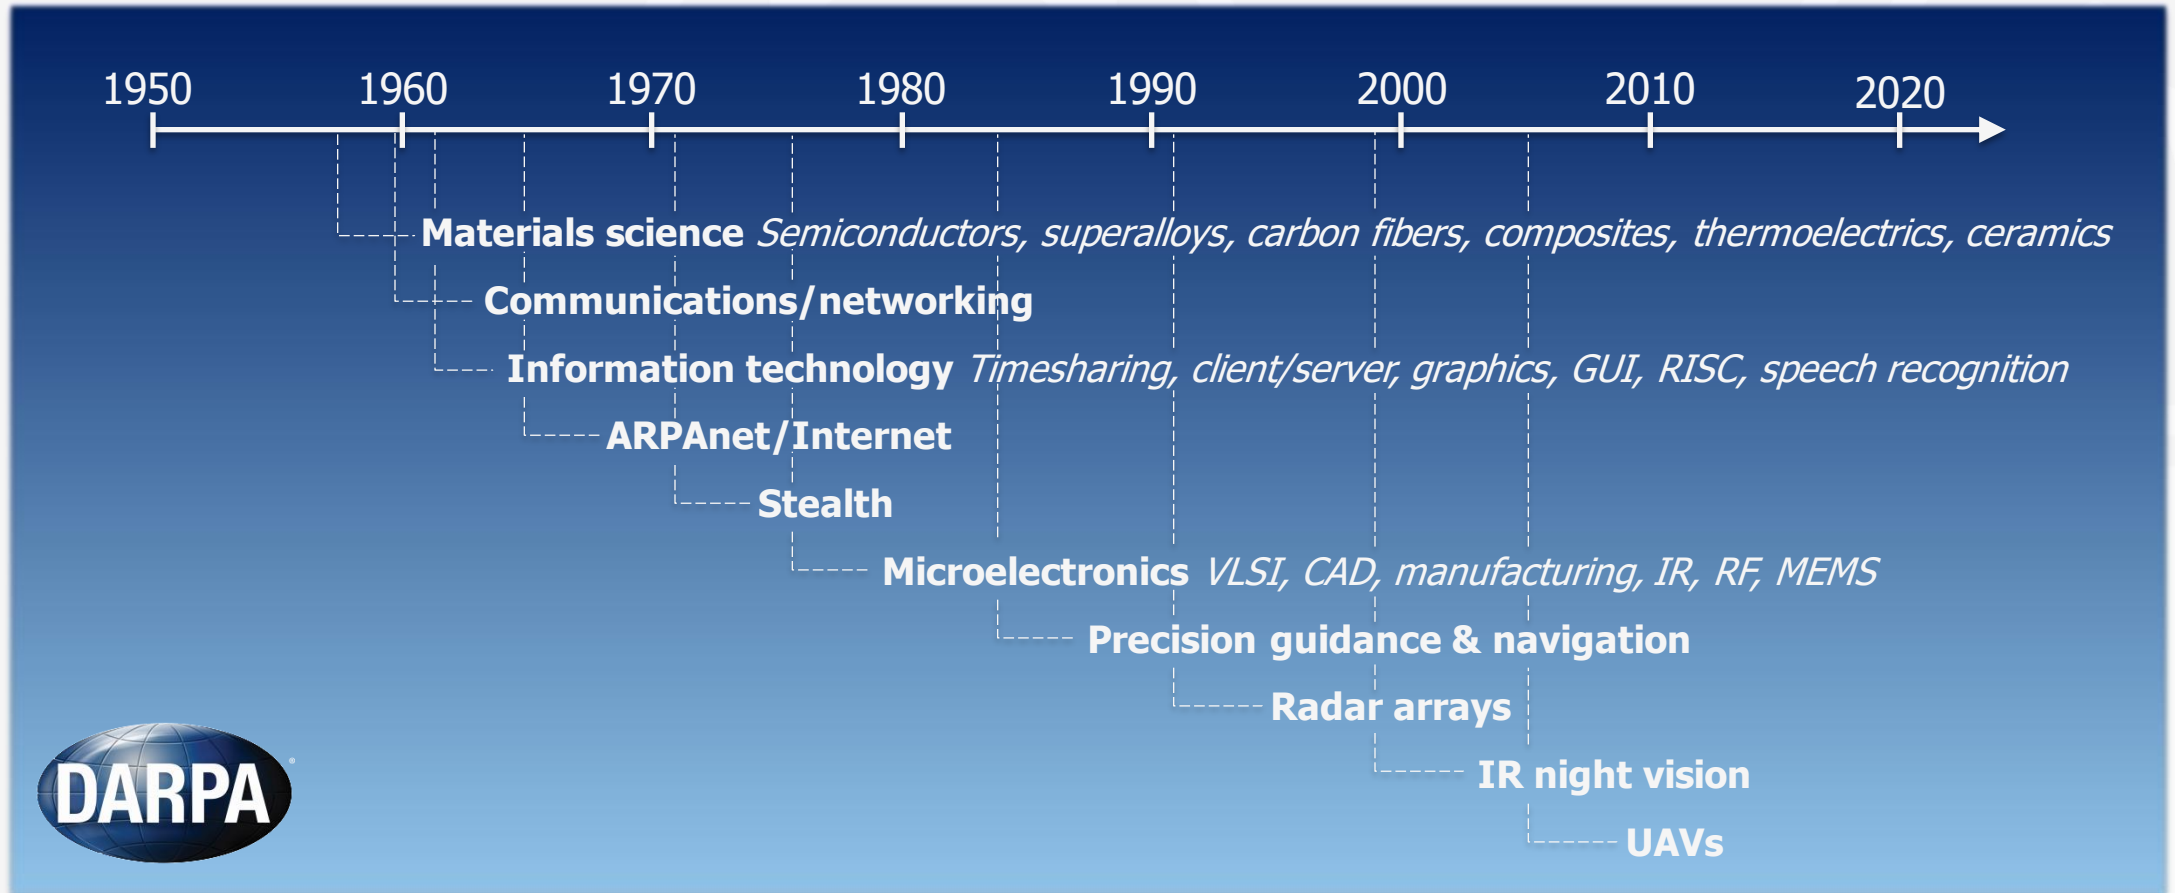 1950 1960 1970 1980 1990 2000 2010 2020
Materials science Semiconductors, superalloys, carbon fibers, composites, thermoelectrics, ceramics
Communications/networking
Information technology Timesharing, client/server, graphics, GUI, RISC, speech recognition
ARPAnet/Internet
Stealth
Microelectronics VLSI, CAD, manufacturing, IR, RF, MEMS
Precision guidance & navigation
Radar arrays
IR night vision
UAVs
DARPA